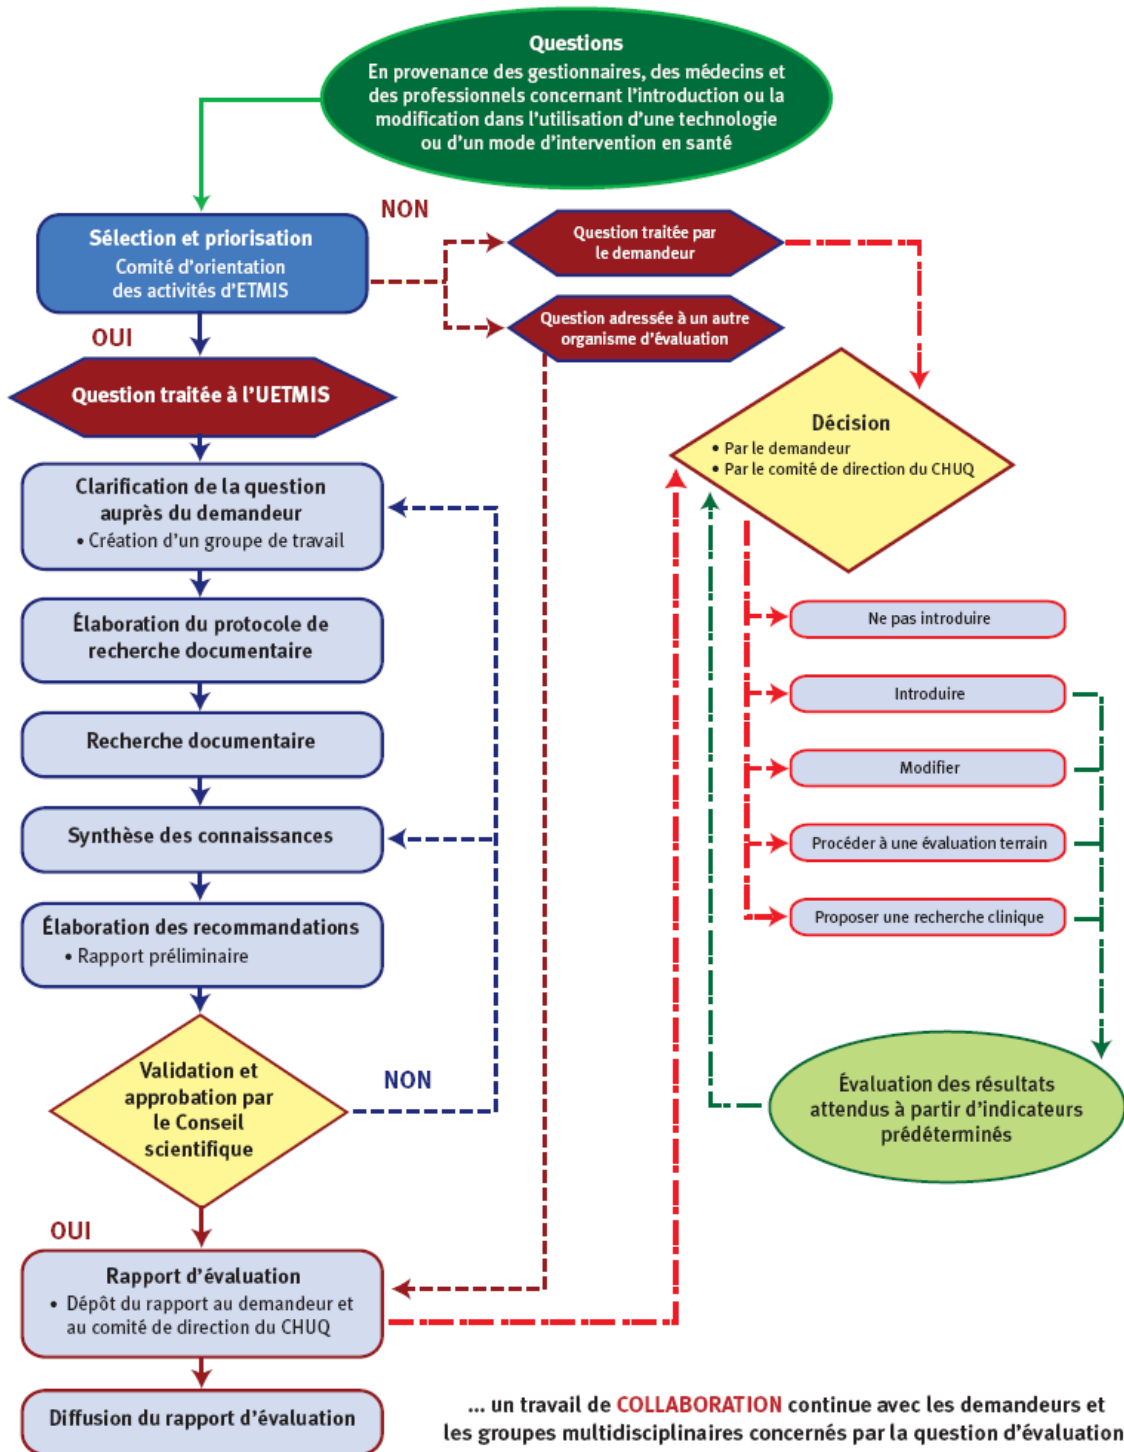 Questions
En provenance des gestionnaires, des médecins et
des professionnels concernant l'introduction ou la
modification dans l'utilisation d'une technologie
ou d'un mode d'intervention en santé
NON
Sélection et priorisation
Comité d'orientation
des activités d'ETMIS
Question traitée par
le demandeur
Question adressée à un autre
organisme d'évaluation
OUI
Question traitée à l'UETMIS
Décision
• Par le demandeur
• Par le comité de direction du CHUQ
Clarification de la question
auprès du demandeur
• Création d'un groupe de travail
Élaboration du protocole de
recherche documentaire
Recherche documentaire
Synthèse des connaissances
Élaboration des recommandations
• Rapport préliminaire
Ne pas introduire
Introduire
Modifier
Procéder à une évaluation terrain
Proposer une recherche clinique
Validation et
approbation par
le Conseil
scientifique
NON
Évaluation des résultats
attendus à partir d'indicateurs
prédéterminés
OUI
Rapport d'évaluation
• Dépôt du rapport au demandeur et
au comité de direction du CHUQ
Diffusion du rapport d'évaluation
... un travail de COLLABORATION continue avec les demandeurs et
les groupes multidisciplinaires concernés par la question d'évaluation